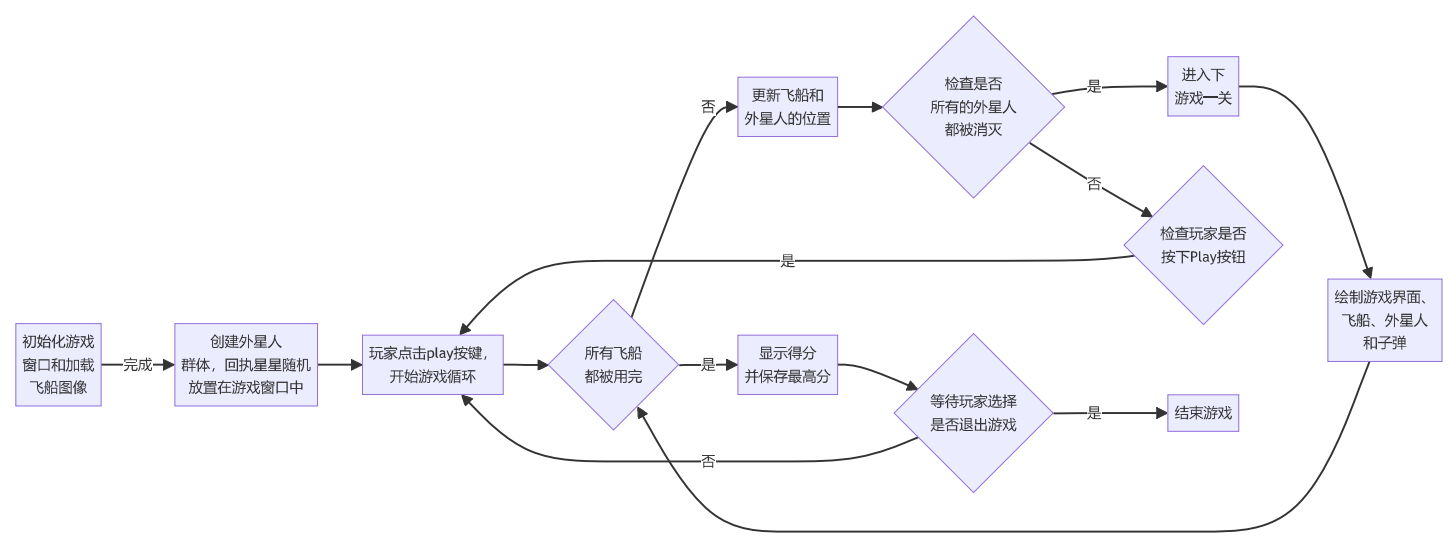 初始化游戏
窗口和加载
飞船图像
完成
创建外星人
群体，回执星星随机
放置在游戏窗口中
玩家点击play按键，
开始游戏循环
所有飞船
都被用完
否
更新飞船和
外星人的位置
检查是否
所有的外星人
都被消灭
是
进入下
游戏一关
否
检查玩家是否
按下Play按钮
是
绘制游戏界面、
飞船、外星人
和子弹
是
显示得分
并保存最高分
等待玩家选择
是否退出游戏
是
结束游戏
否